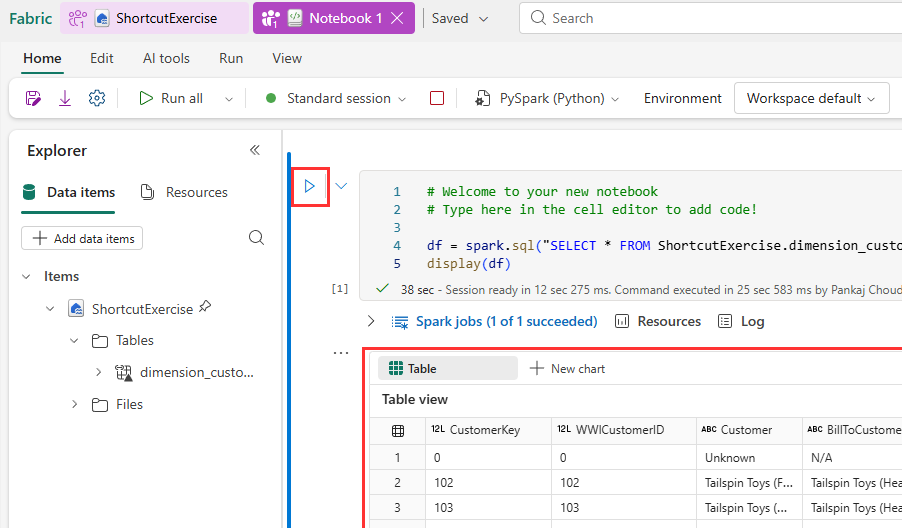 Fabric ShortcutExercise Notebook 1 Saved Search
Home Edit AI tools Run View
Run all Standard session PySpark (Python) Environment Workspace default
Explorer
Data items Resources
Add data items
Items
ShortcutExercise
Tables
dimension_custo...
Files
1 # Welcome to your new notebook
2 # Type here in the cell editor to add code!
3
4 df = spark.sql("SELECT * FROM ShortcutExercise.dimension_custo
5 display(df)
[1] 38 sec - Session ready in 12 sec 275 ms. Command executed in 25 sec 583 ms by Pankaj Choud
Spark jobs (1 of 1 succeeded) Resources Log
Table New chart
Table view
12L CustomerKey 12L WWICustomerID ABC Customer ABC BillToCustome
1 0 0 Unknown N/A
2 102 102 Tailspin Toys (F... Tailspin Toys (Hea
3 103 103 Tailspin Toys (... Tailspin Toys (Hea